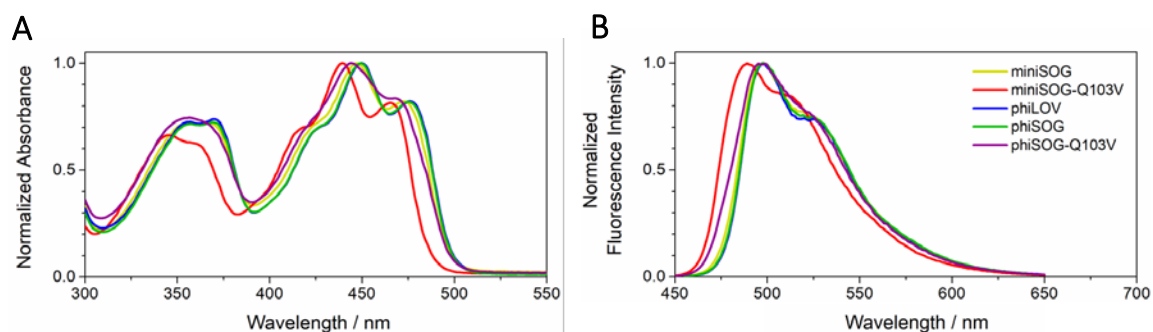 A
Normalized Absorbance
1.0
0.5
0.0
300
350
400
450
500
550
Wavelength / nm
B
Normalized
Fluorescence Intensity
1.0
0.5
0.0
450
500
550
600
650
700
Wavelength / nm
miniSOG
miniSOG-Q103V
phiLOV
phiSOG
phiSOG-Q103V